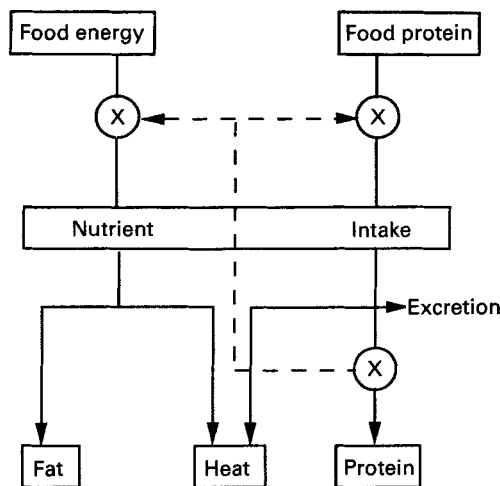 Food energy
Food protein
X
X
Nutrient Intake
Excretion
X
Fat
Heat
Protein